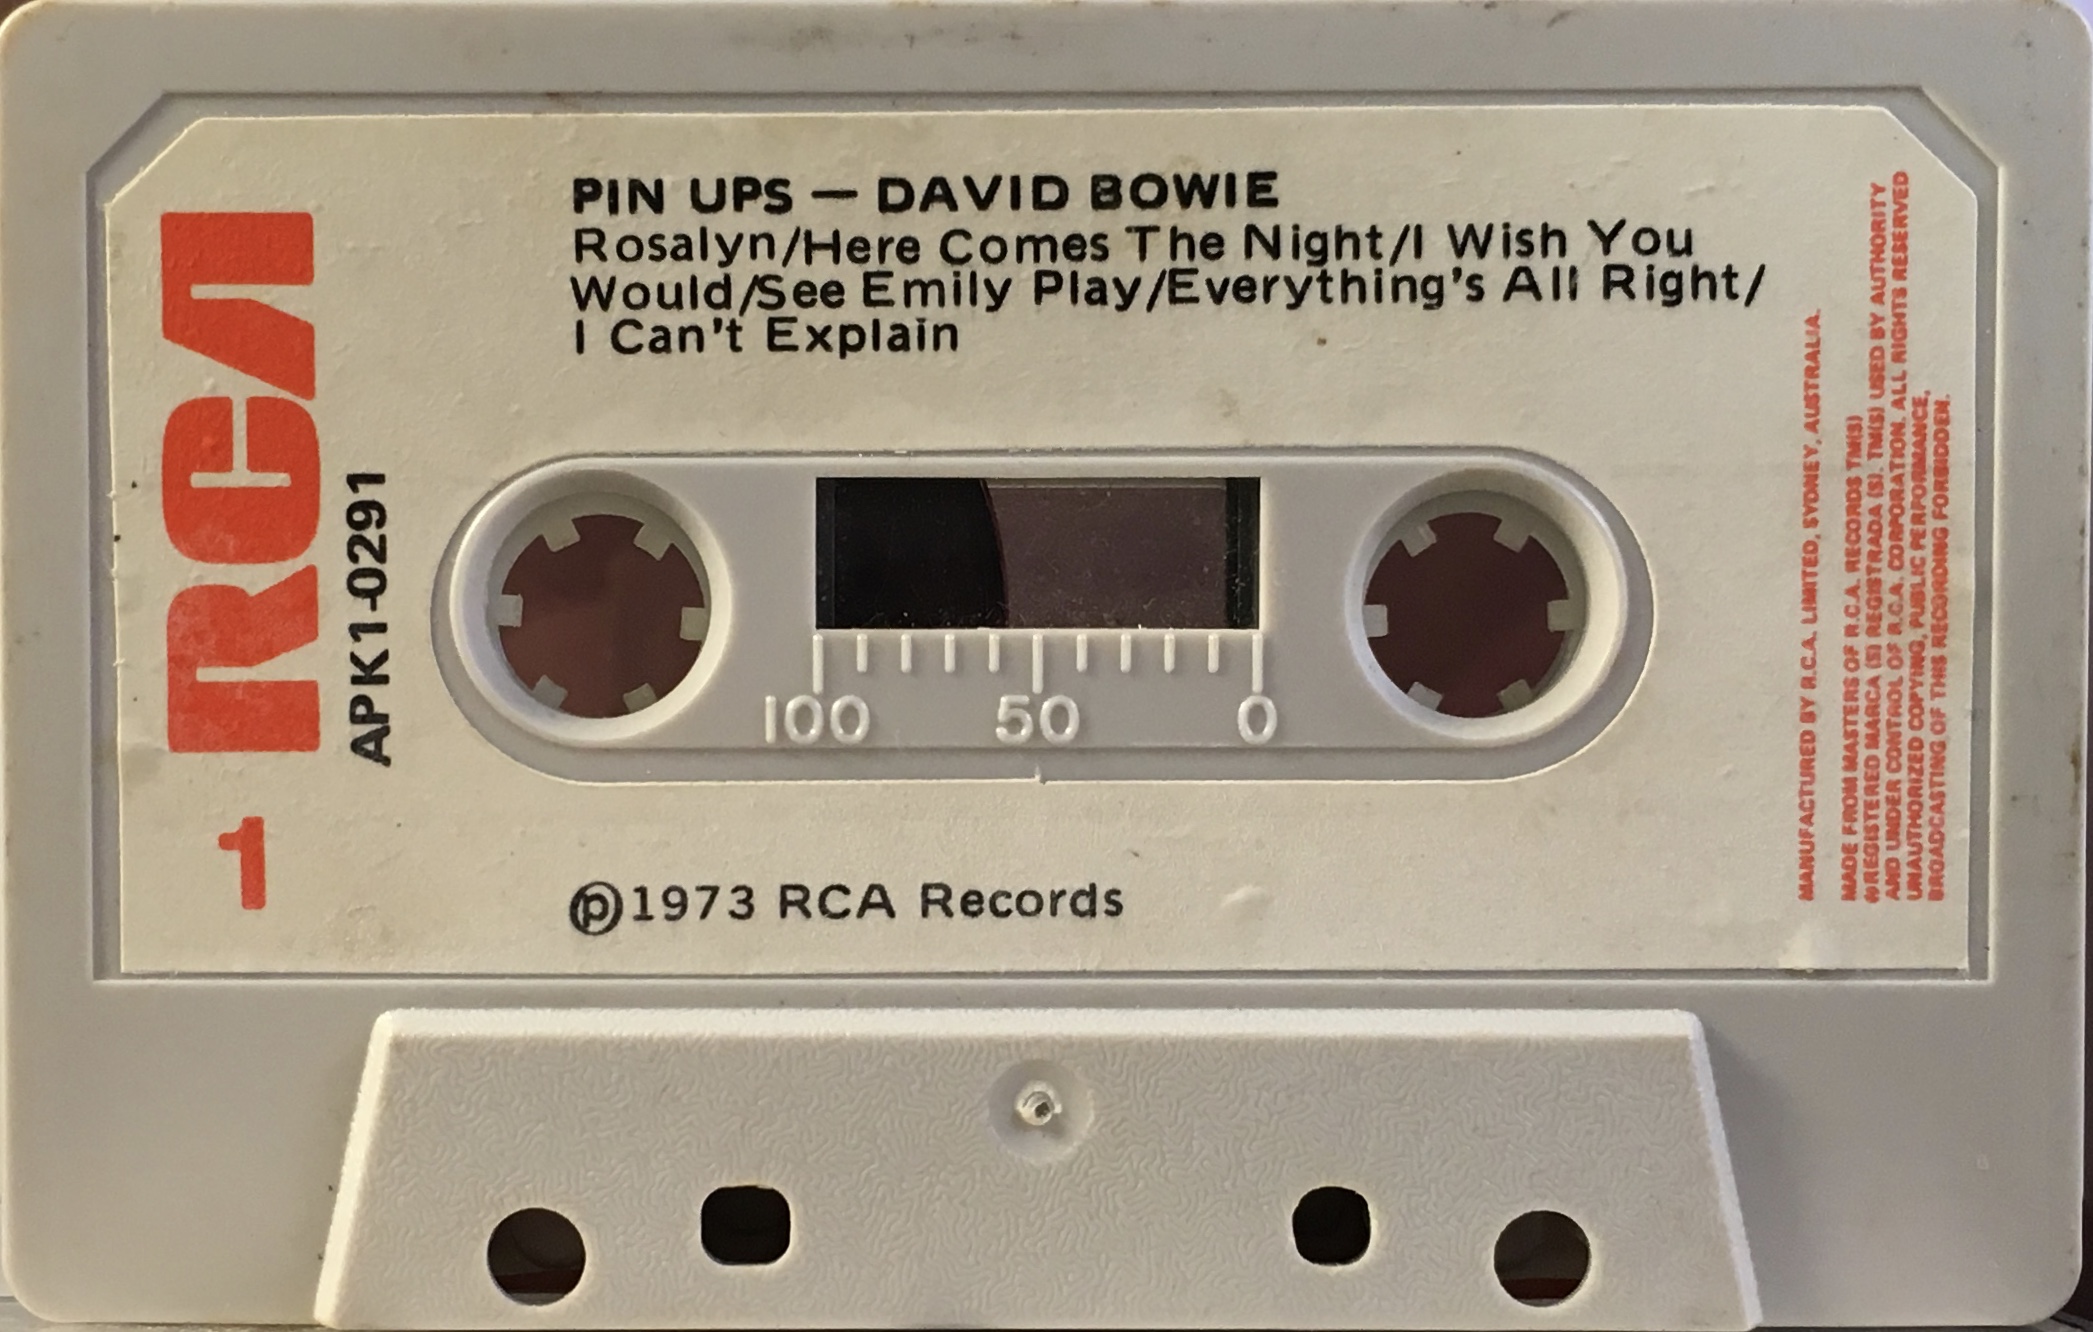 PIN UPS — DAVID BOWIE
Rosalyn/Here Comes The Night/I Wish You
Would/See Emily Play/Everything's All Right/
I Can't Explain
RCA
APK1-0291
1
100 50 0
℗1973 RCA Records
MANUFACTURED BY R.C.A. LIMITED, SYDNEY, AUSTRALIA.
MADE FROM MASTERS OF R.C.A. RECORDS TM(S)
®REGISTERED MARCA (S) REGISTRADA (S). TM(S) USED BY AUTHORITY
AND UNDER CONTROL OF R.C.A. CORPORATION. ALL RIGHTS RESERVED
UNAUTHORIZED COPYING, PUBLIC PERFORMANCE,
BROADCASTING OF THIS RECORDING FORBIDDEN.